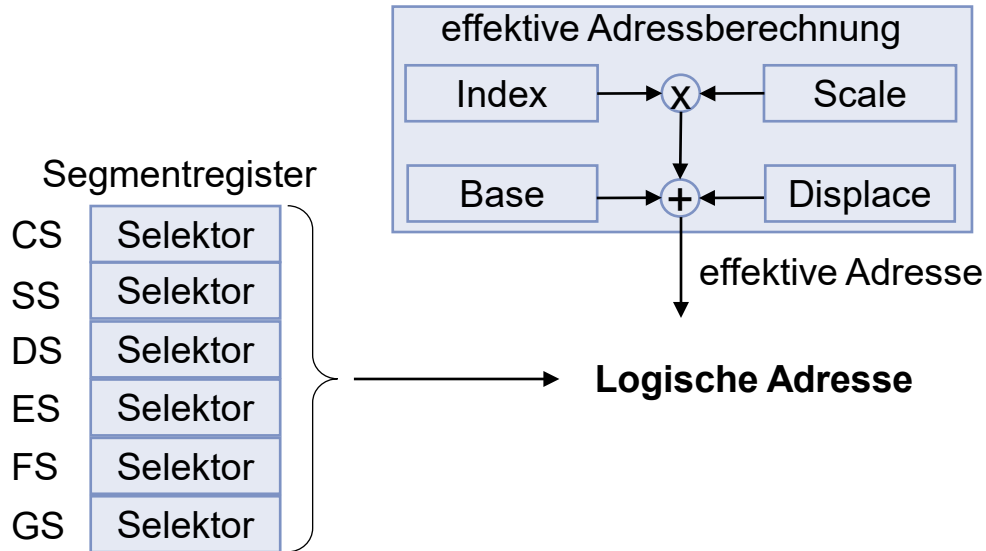 effektive Adressberechnung
Index x Scale
Base + Displace
effektive Adresse
Segmentregister
CS Selektor
SS Selektor
DS Selektor
ES Selektor
FS Selektor
GS Selektor
Logische Adresse